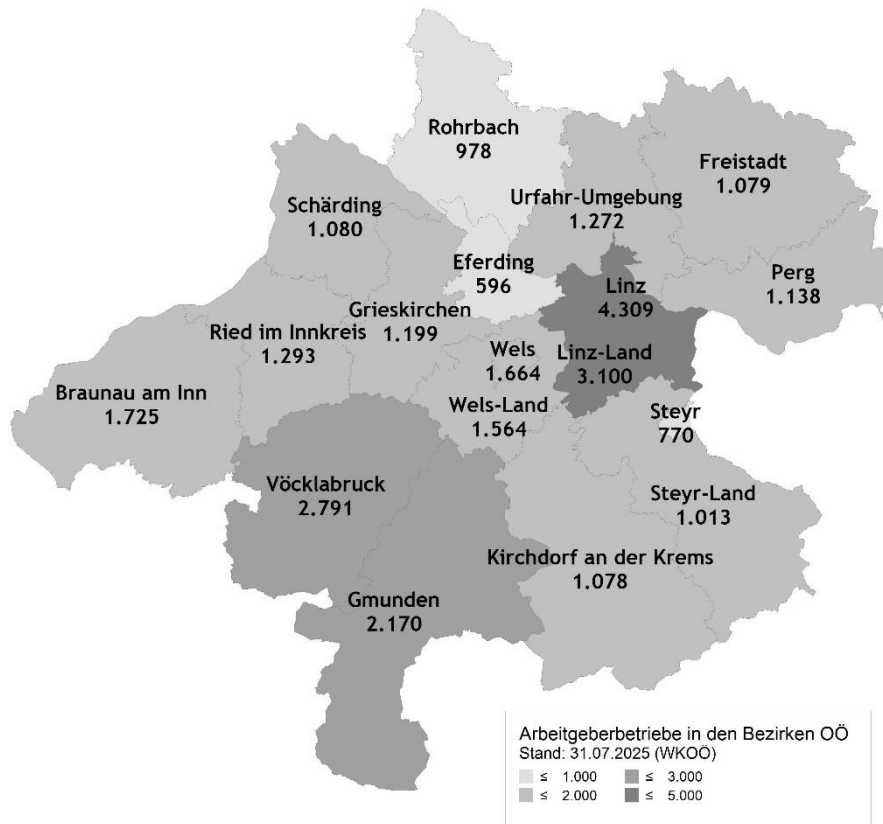 Rohrbach
978
Freistadt
1.079
Schärding
1.080
Urfahr-Umgebung
1.272
Eferding
596
Linz
4.309
Perg
1.138
Grieskirchen
1.199
Ried im Innkreis
1.293
Wels
1.664
Linz-Land
3.100
Braunau am Inn
1.725
Wels-Land
1.564
Steyr
770
Vöcklabruck
2.791
Steyr-Land
1.013
Kirchdorf an der Krems
1.078
Gmunden
2.170
Arbeitgeberbetriebe in den Bezirken OÖ
Stand: 31.07.2025 (WKOÖ)
≤ 1.000 ≤ 3.000
≤ 2.000 ≤ 5.000